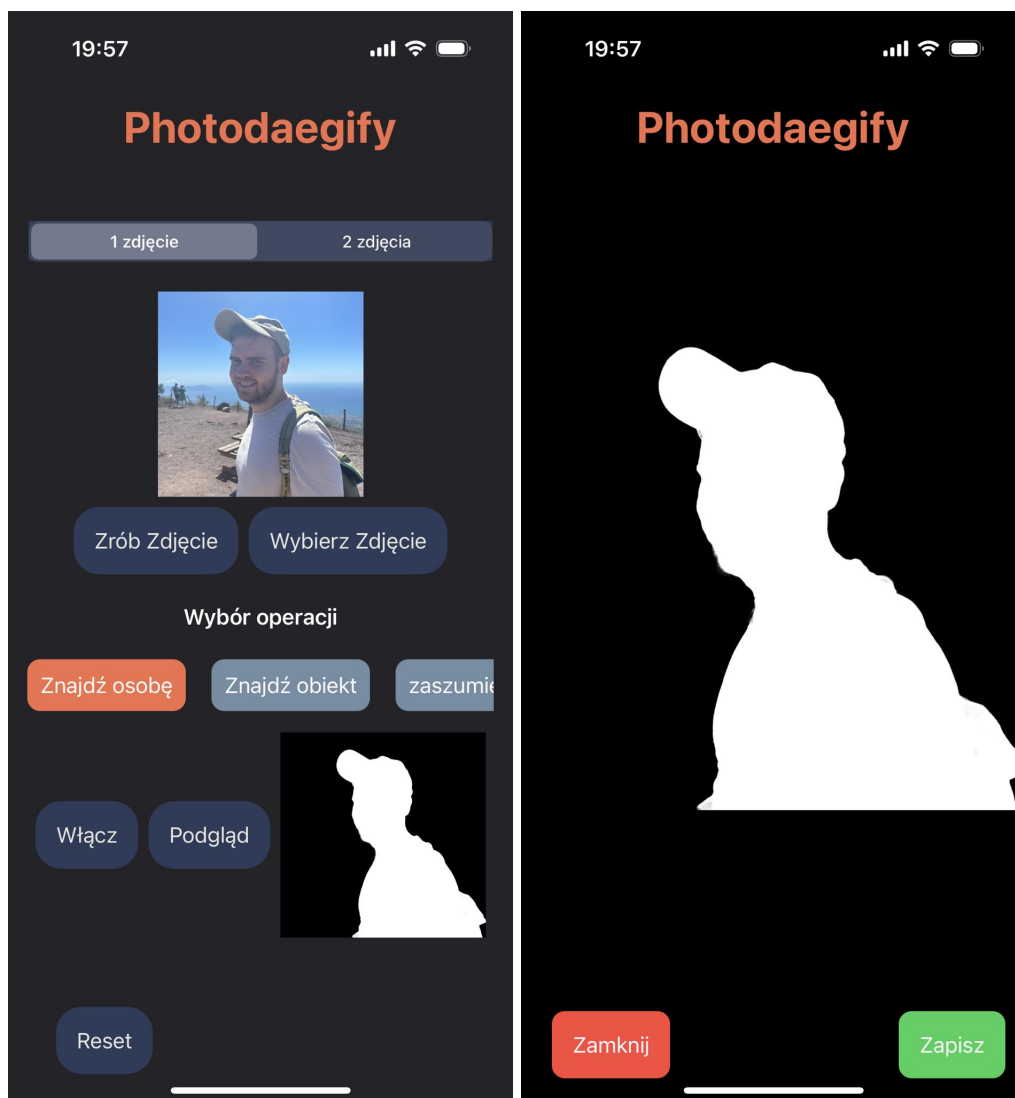 19:57
Photodaegify
1 zdjęcie 2 zdjęcia
Zrób Zdjęcie Wybierz Zdjęcie
Wybór operacji
Znajdź osobę Znajdź obiekt zaszumie
Włącz Podgląd
Reset
19:57
Photodaegify
Zamknij Zapisz